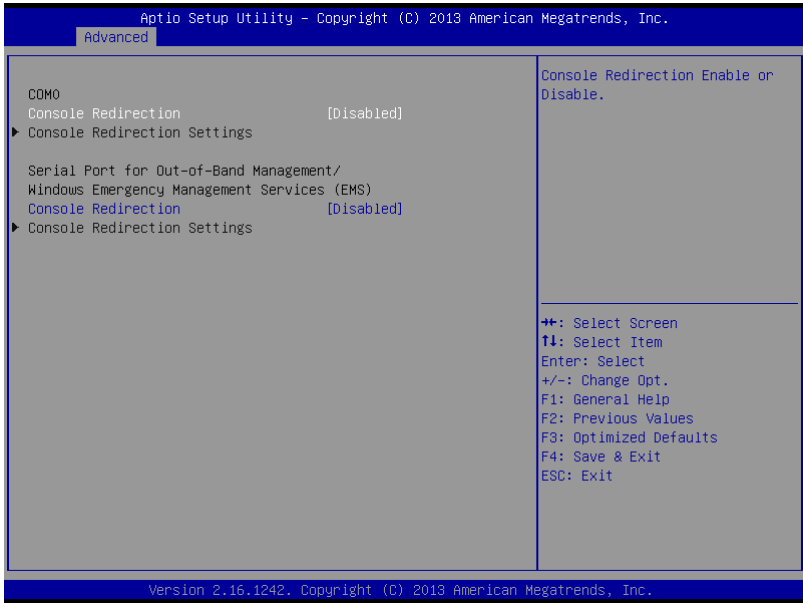 Aptio Setup Utility – Copyright (C) 2013 American Megatrends, Inc.
Advanced
COM0
Console Redirection [Disabled]
▶ Console Redirection Settings
Serial Port for Out-of-Band Management/
Windows Emergency Management Services (EMS)
Console Redirection [Disabled]
▶ Console Redirection Settings
Console Redirection Enable or
Disable.
→←: Select Screen
↑↓: Select Item
Enter: Select
+/-: Change Opt.
F1: General Help
F2: Previous Values
F3: Optimized Defaults
F4: Save & Exit
ESC: Exit
Version 2.16.1242. Copyright (C) 2013 American Megatrends, Inc.